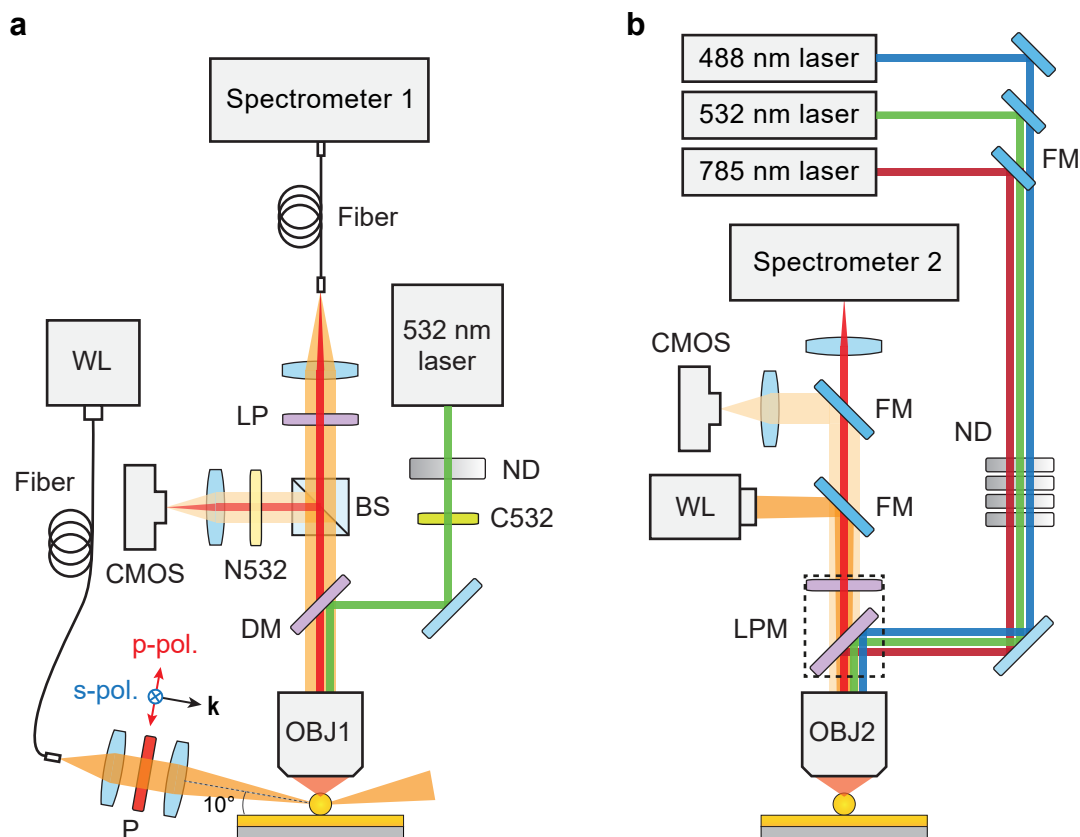 a
Spectrometer 1
Fiber
532 nm
laser
WL
LP
ND
Fiber
BS
C532
CMOS
N532
DM
p-pol.
s-pol.
k
OBJ1
10°
P
b
488 nm laser
532 nm laser
785 nm laser
FM
Spectrometer 2
CMOS
FM
ND
WL
FM
LPM
OBJ2